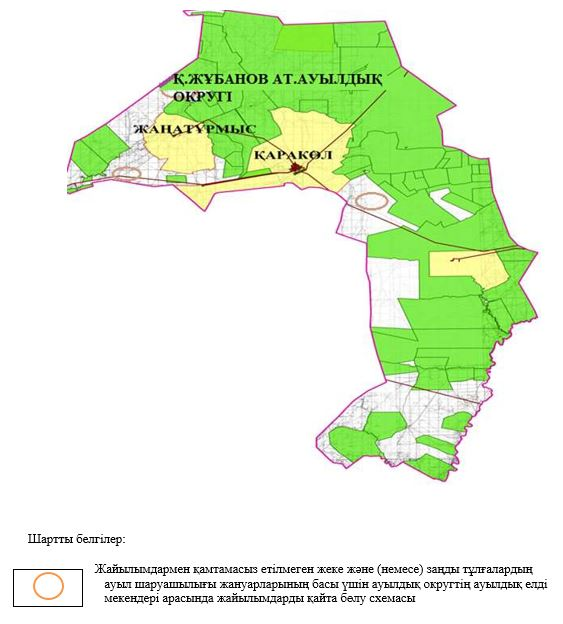 Қ.ЖҰБАНОВ АТ.АУЫЛДЫҚ
ОКРУГІ
ЖАҢАТҰРМЫС
ҚАРАКӨЛ
Шартты белгілер:
Жайылымдармен қамтамасыз етілмеген жеке және (немесе) заңды тұлғалардың
ауыл шаруашылығы жануарларының басы үшін ауылдық округтің ауылдық елді
мекендері арасында жайылымдарды қайта бөлу схемасы